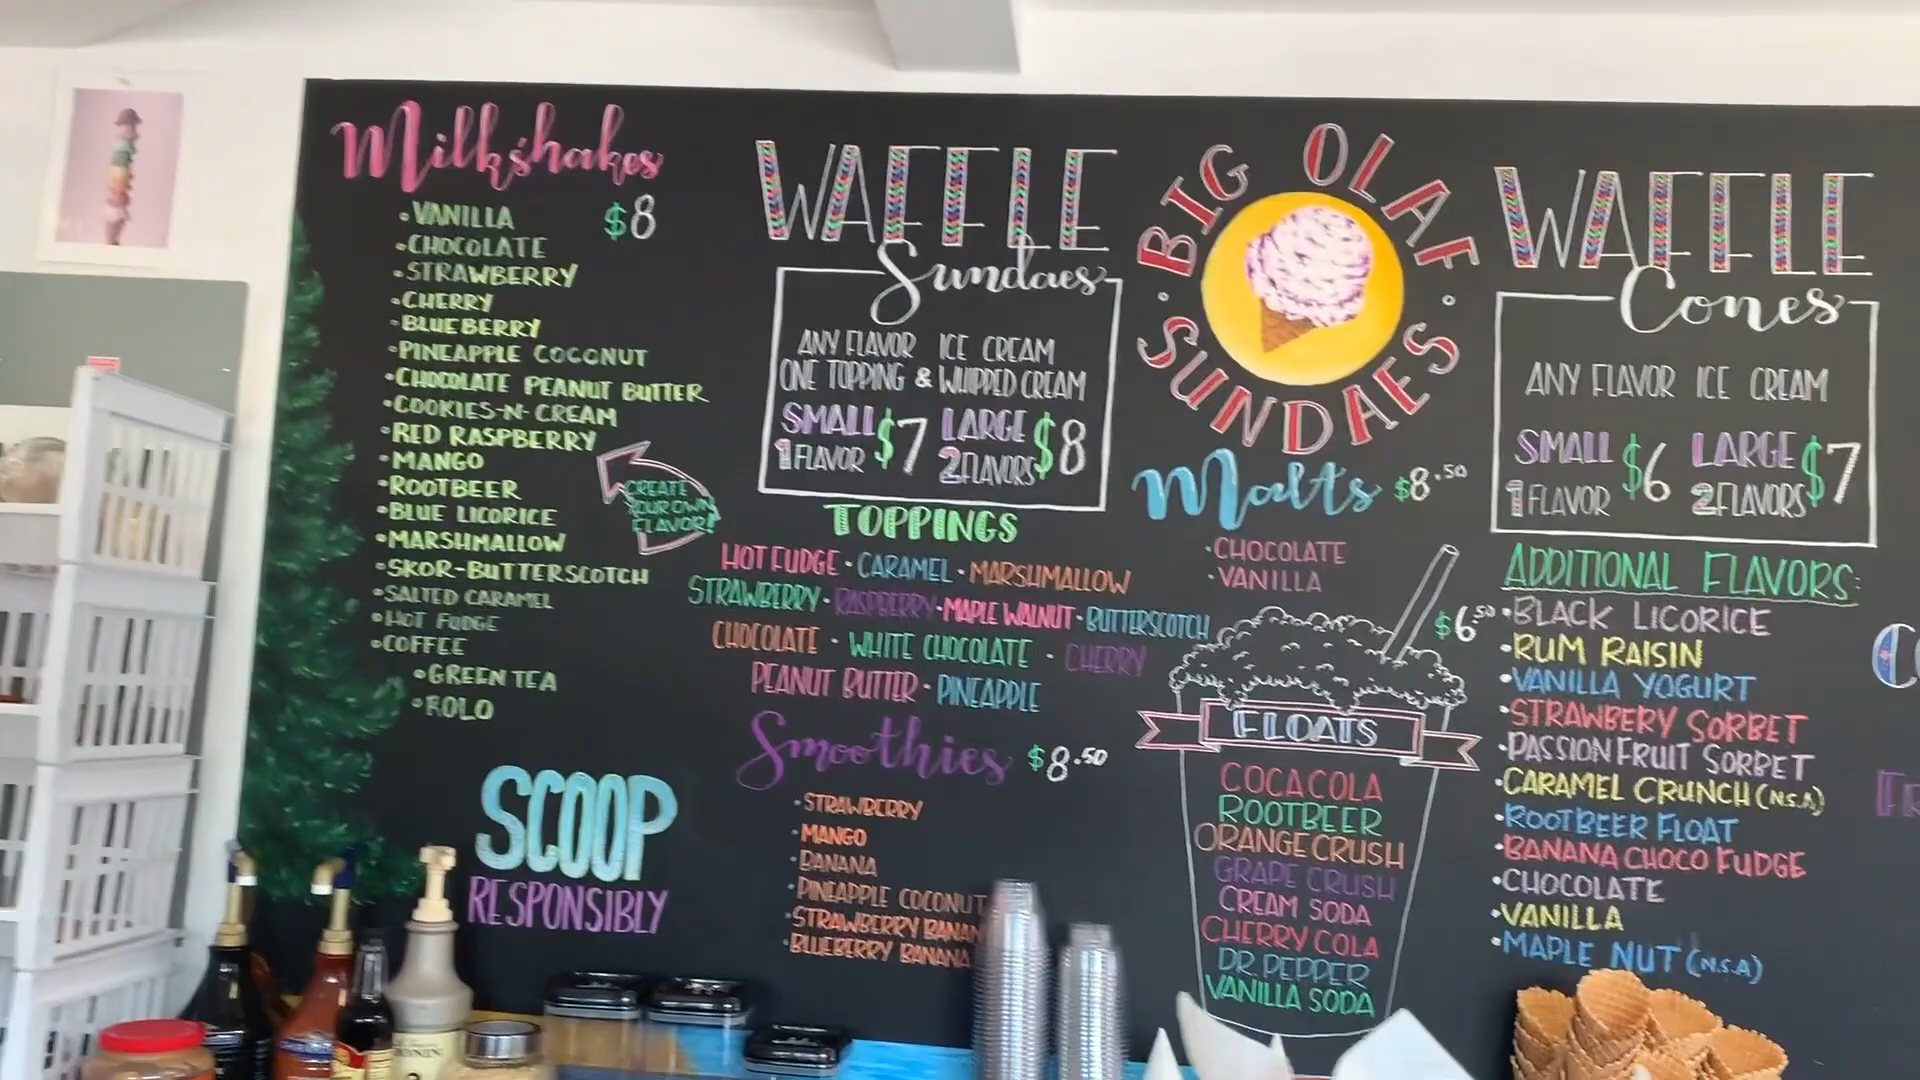 Milkshakes
$8
• VANILLA
• CHOCOLATE
• STRAWBERRY
• CHERRY
• BLUEBERRY
• PINEAPPLE COCONUT
• CHOCOLATE PEANUT BUTTER
• COOKIES-N-CREAM
• RED RASPBERRY
• MANGO
• ROOTBEER
• BLUE LICORICE
• MARSHMALLOW
• SKOR-BUTTERSCOTCH
• SALTED CARAMEL
• HOT FUDGE
• COFFEE
• GREEN TEA
• ROLO
CREATE
YOUR OWN
FLAVOR!
SCOOP
RESPONSIBLY
WAFFLE
Sundaes
ANY FLAVOR ICE CREAM
ONE TOPPING & WHIPPED CREAM
SMALL $7 LARGE $8
1 FLAVOR 2 FLAVORS
TOPPINGS
HOT FUDGE • CARAMEL • MARSHMALLOW
STRAWBERRY • RASPBERRY • MAPLE WALNUT • BUTTERSCOTCH
CHOCOLATE • WHITE CHOCOLATE • CHERRY
PEANUT BUTTER • PINEAPPLE
Smoothies $8.50
• STRAWBERRY
• MANGO
• BANANA
• PINEAPPLE COCONUT
• STRAWBERRY BANAN
• BLUEBERRY BANANA
BIG OLAF
• SUNDAES •
Malts $8.50
• CHOCOLATE
• VANILLA
$6.50
FLOATS
COCA COLA
ROOTBEER
ORANGE CRUSH
GRAPE CRUSH
CREAM SODA
CHERRY COLA
DR. PEPPER
VANILLA SODA
WAFFLE
Cones
ANY FLAVOR ICE CREAM
SMALL $6 LARGE $7
1 FLAVOR 2 FLAVORS
ADDITIONAL FLAVORS:
• BLACK LICORICE
• RUM RAISIN
• VANILLA YOGURT
• STRAWBERY SORBET
• PASSION FRUIT SORBET
• CARAMEL CRUNCH (N.S.A)
• ROOTBEER FLOAT
• BANANA CHOCO FUDGE
• CHOCOLATE
• VANILLA
• MAPLE NUT (N.S.A)